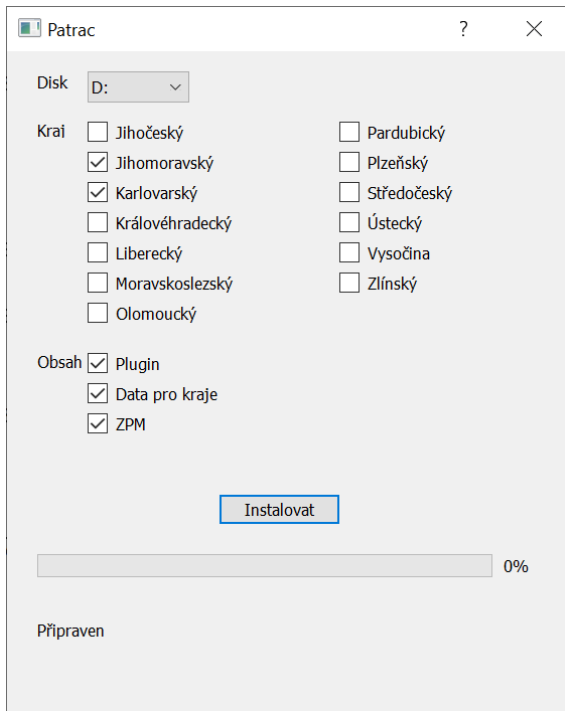 Patrac
Disk D:
Kraj
Jihočeský
Jihomoravský
Karlovarský
Královéhradecký
Liberecký
Moravskoslezský
Olomoucký
Pardubický
Plzeňský
Středočeský
Ústecký
Vysočina
Zlínský
Obsah
Plugin
Data pro kraje
ZPM
Instalovat
0%
Připraven